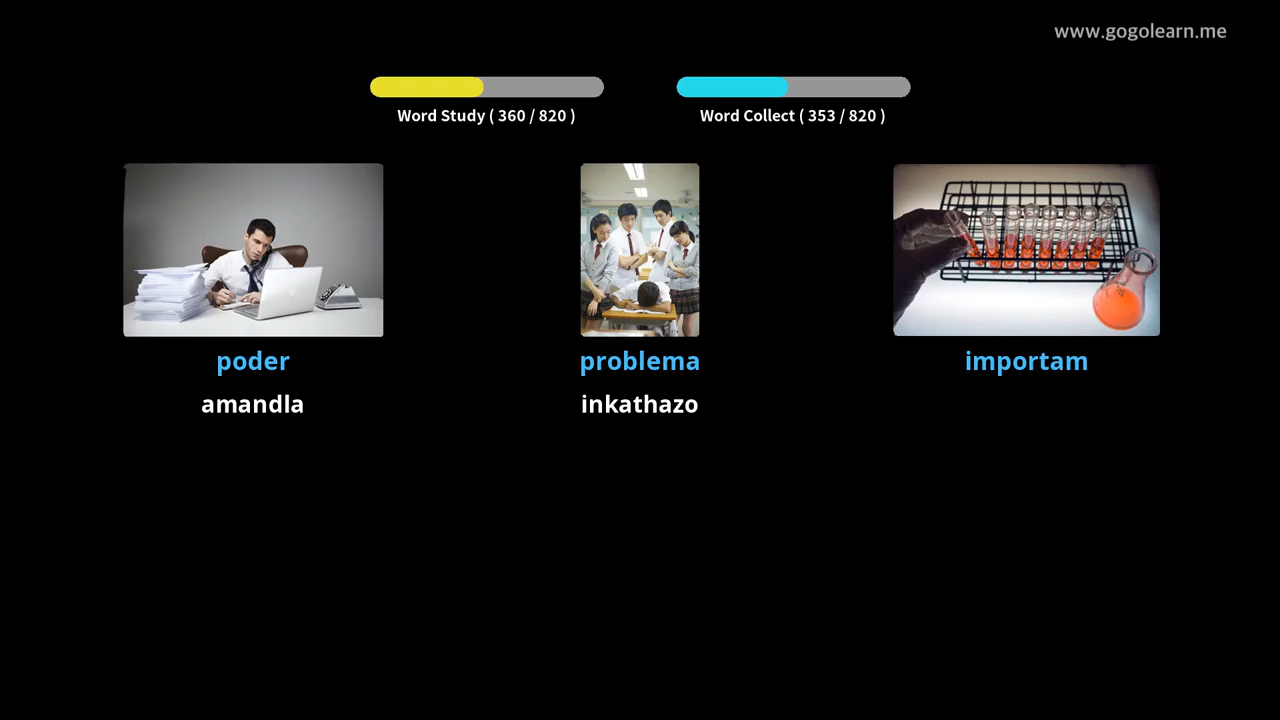 www.gogolearn.me
Word Study ( 360 / 820 )
Word Collect ( 353 / 820 )
poder
problema
importam
amandla
inkathazo